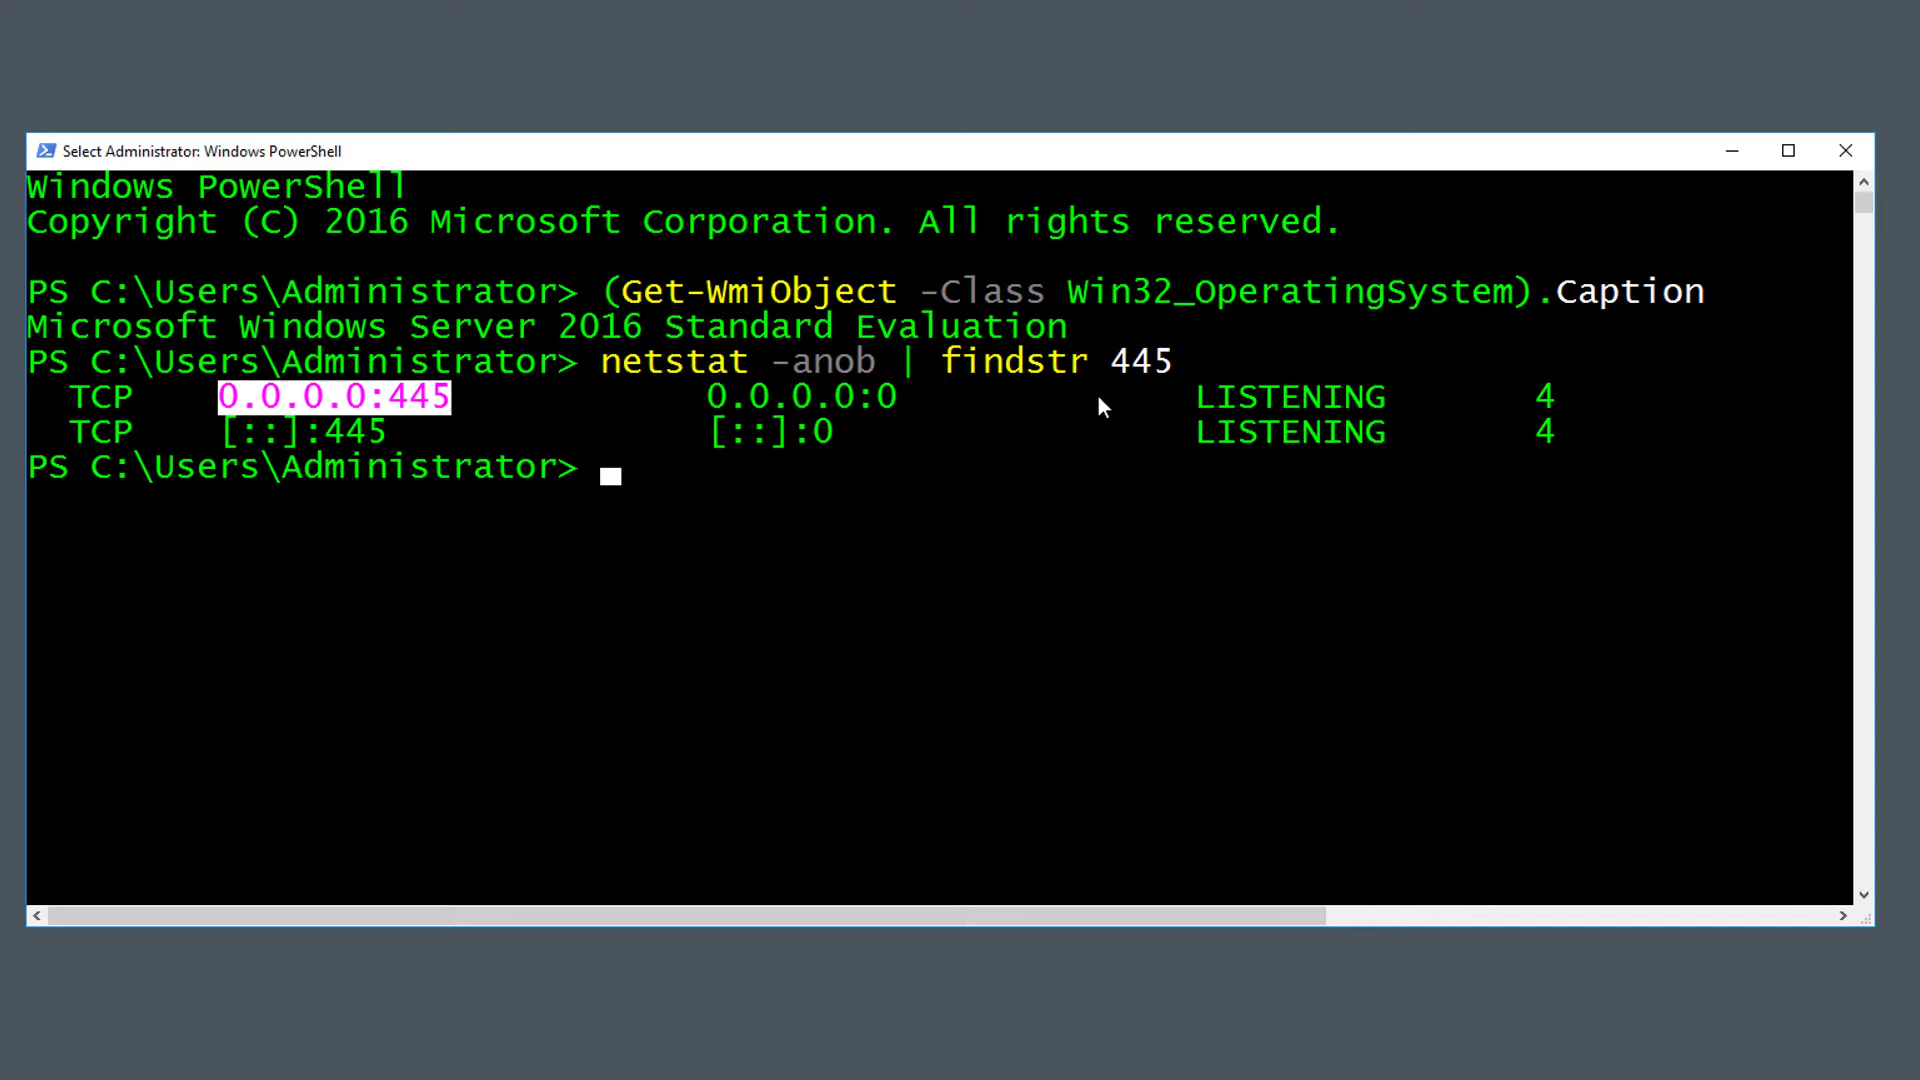 Select Administrator: Windows PowerShell
Windows PowerShell
Copyright (C) 2016 Microsoft Corporation. All rights reserved.
PS C:\Users\Administrator> (Get-WmiObject -Class Win32_OperatingSystem).Caption
Microsoft Windows Server 2016 Standard Evaluation
PS C:\Users\Administrator> netstat -anob | findstr 445
TCP 0.0.0.0:445 0.0.0.0:0 LISTENING 4
TCP [::]:445 [::]:0 LISTENING 4
PS C:\Users\Administrator>